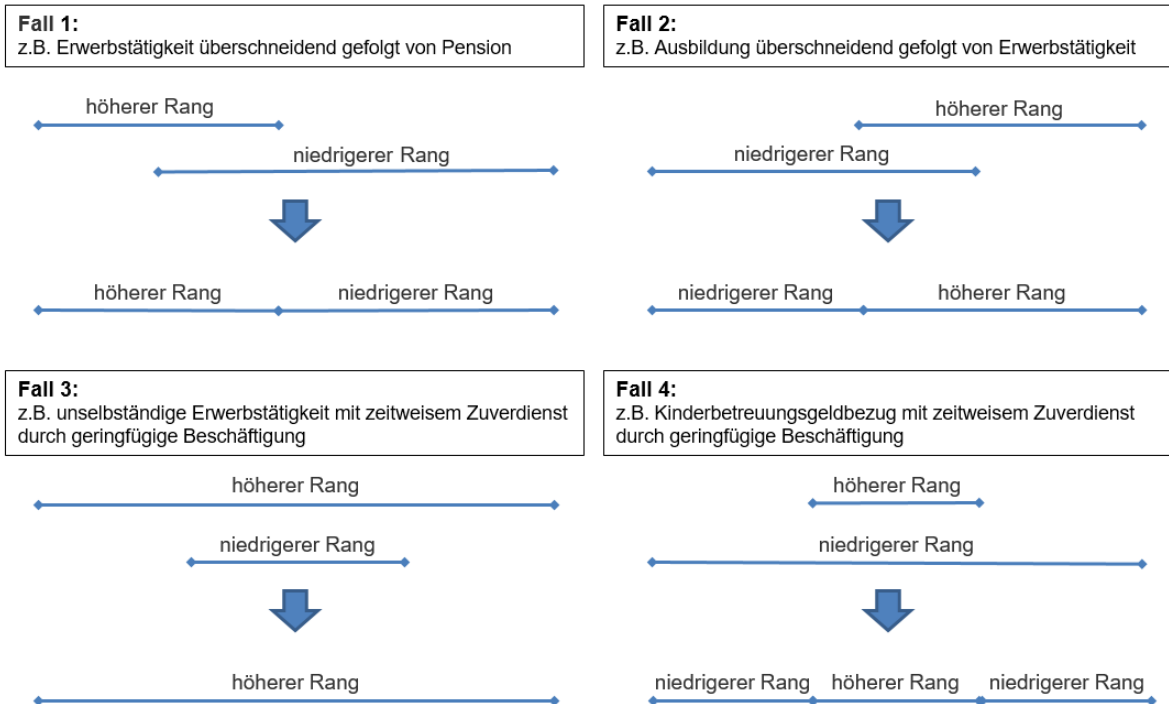 Fall 1:
z.B. Erwerbstätigkeit überschneidend gefolgt von Pension
höherer Rang
niedrigerer Rang
höherer Rang niedrigerer Rang
Fall 2:
z.B. Ausbildung überschneidend gefolgt von Erwerbstätigkeit
höherer Rang
niedrigerer Rang
niedrigerer Rang höherer Rang
Fall 3:
z.B. unselbständige Erwerbstätigkeit mit zeitweisem Zuverdienst
durch geringfügige Beschäftigung
höherer Rang
niedrigerer Rang
höherer Rang
Fall 4:
z.B. Kinderbetreuungsgeldbezug mit zeitweisem Zuverdienst
durch geringfügige Beschäftigung
höherer Rang
niedrigerer Rang
niedrigerer Rang höherer Rang niedrigerer Rang